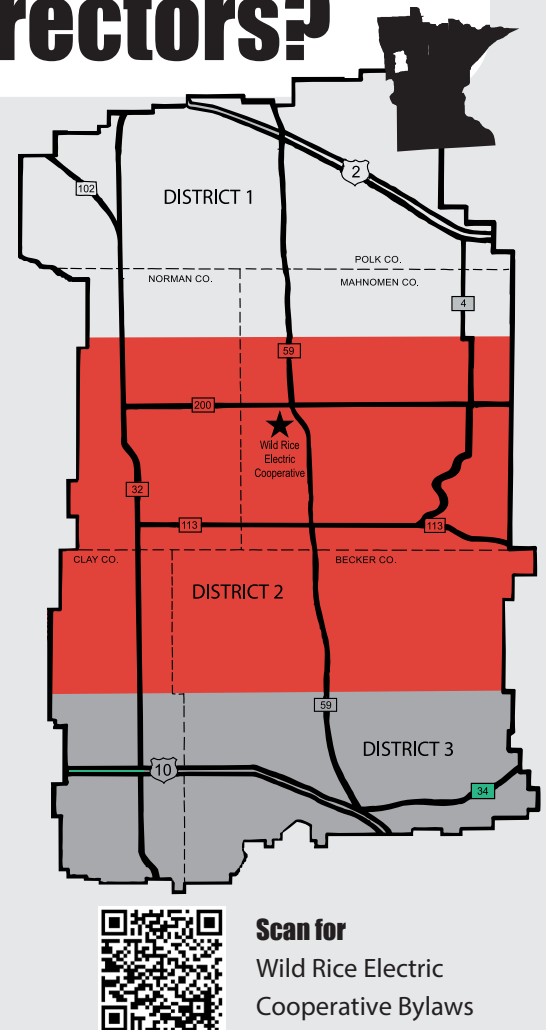 rectors?
2
102
DISTRICT 1
POLK CO.
NORMAN CO.
MAHNOMEN CO.
4
59
200
Wild Rice
Electric
Cooperative
32
113
113
CLAY CO.
BECKER CO.
DISTRICT 2
59
DISTRICT 3
10
34
Scan for
Wild Rice Electric
Cooperative Bylaws